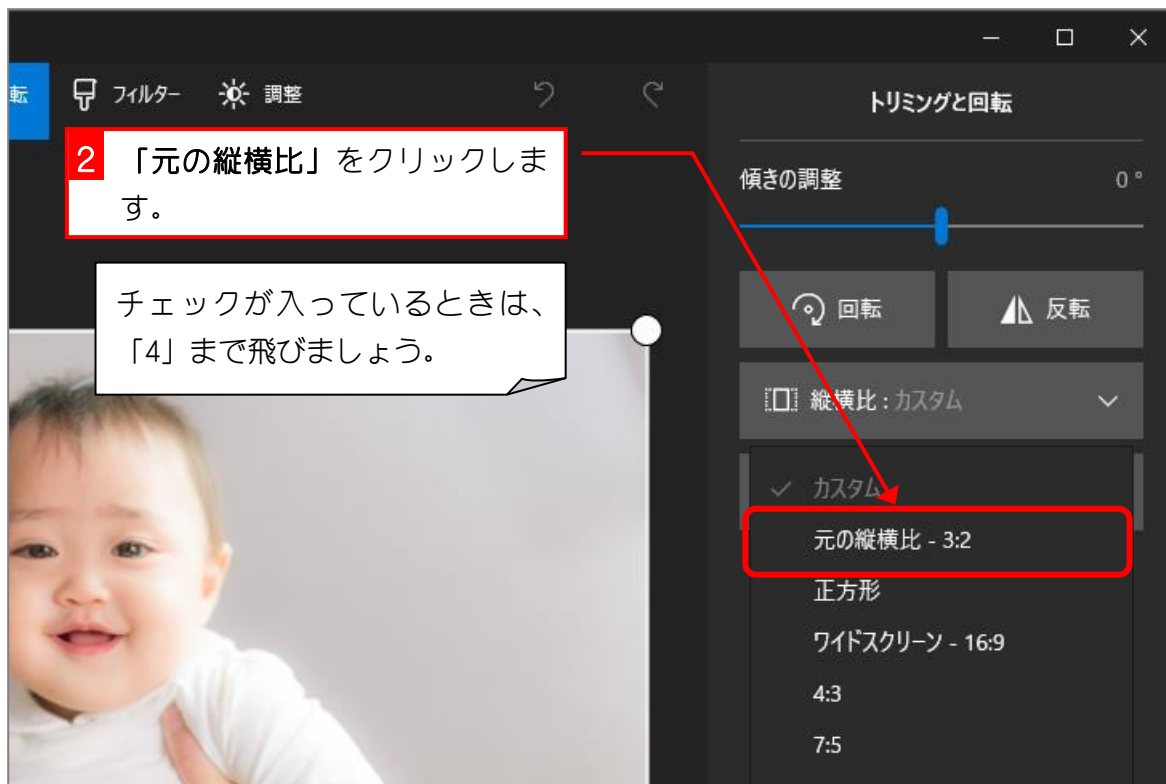 転
フィルター
調整
トリミングと回転
2 「元の縦横比」をクリックしま
す。
チェックが入っているときは、
「4」まで飛びましょう。
傾きの調整 0°
回転
反転
縦横比 : カスタム
カスタム
元の縦横比 - 3:2
正方形
ワイドスクリーン - 16:9
4:3
7:5